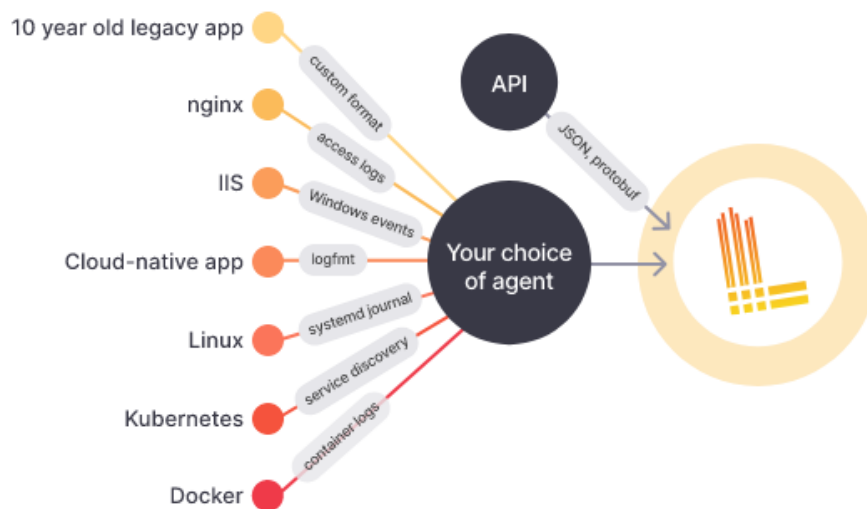 10 year old legacy app
custom format
API
nginx
access logs
JSON, protobuf
IIS
Windows events
Cloud-native app
logfmt
Your choice
of agent
Linux
systemd journal
Kubernetes
service discovery
Docker
container logs